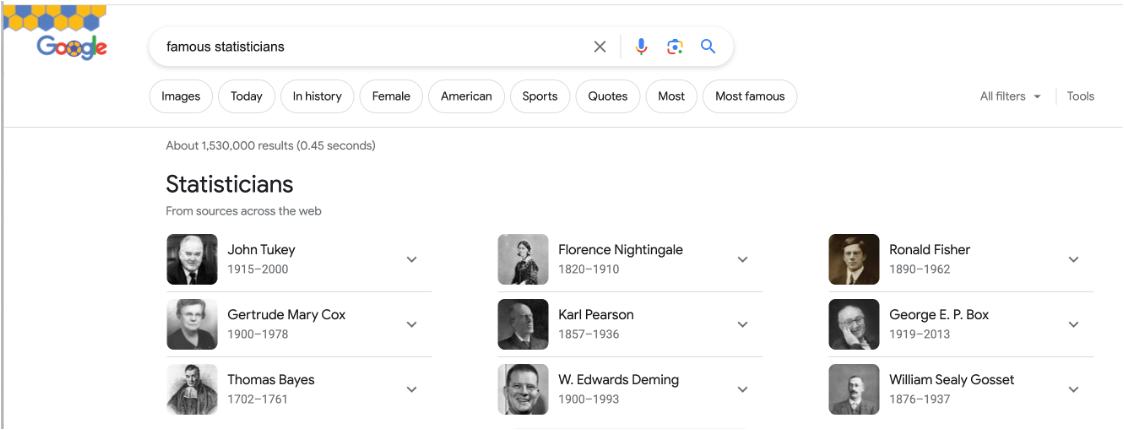 Google
famous statisticians
Images Today In history Female American Sports Quotes Most Most famous All filters Tools
About 1,530,000 results (0.45 seconds)
Statisticians
From sources across the web
John Tukey
1915–2000
Florence Nightingale
1820–1910
Ronald Fisher
1890–1962
Gertrude Mary Cox
1900–1978
Karl Pearson
1857–1936
George E. P. Box
1919–2013
Thomas Bayes
1702–1761
W. Edwards Deming
1900–1993
William Sealy Gosset
1876–1937